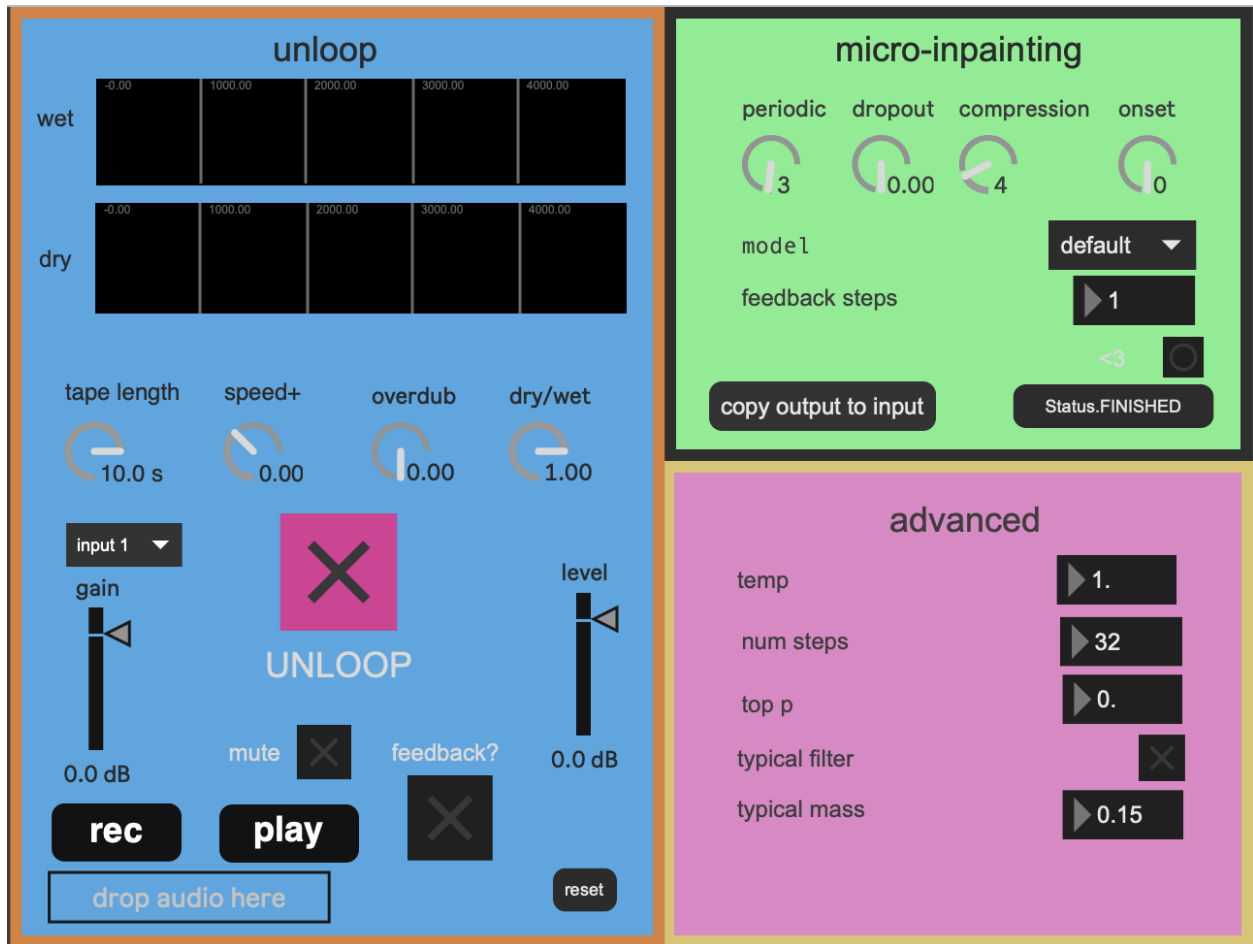 unloop
wet
-0.00 1000.00 2000.00 3000.00 4000.00
dry
-0.00 1000.00 2000.00 3000.00 4000.00
tape length speed+ overdub dry/wet
10.0 s 0.00 0.00 1.00
input 1
gain
level
UNLOOP
mute
feedback?
0.0 dB
0.0 dB
rec
play
drop audio here
reset
micro-inpainting
periodic dropout compression onset
3 0.00 4 0
model default
feedback steps 1
<3
copy output to input
Status.FINISHED
advanced
temp 1.
num steps 32
top p 0.
typical filter
typical mass 0.15